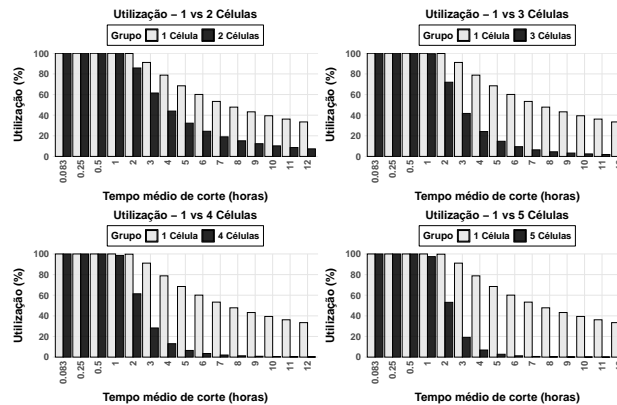 Utilização – 1 vs 2 Células
Grupo 1 Célula 2 Células
Utilização (%)
100
80
60
40
20
0
0.083 0.25 0.5 1 2 3 4 5 6 7 8 9 10 11 12
Tempo médio de corte (horas)
Utilização – 1 vs 3 Células
Grupo 1 Célula 3 Células
Utilização (%)
100
80
60
40
20
0
0.083 0.25 0.5 1 2 3 4 5 6 7 8 9 10 11 12
Tempo médio de corte (horas)
Utilização – 1 vs 4 Células
Grupo 1 Célula 4 Células
Utilização (%)
100
80
60
40
20
0
0.083 0.25 0.5 1 2 3 4 5 6 7 8 9 10 11 12
Tempo médio de corte (horas)
Utilização – 1 vs 5 Células
Grupo 1 Célula 5 Células
Utilização (%)
100
80
60
40
20
0
0.083 0.25 0.5 1 2 3 4 5 6 7 8 9 10 11 12
Tempo médio de corte (horas)